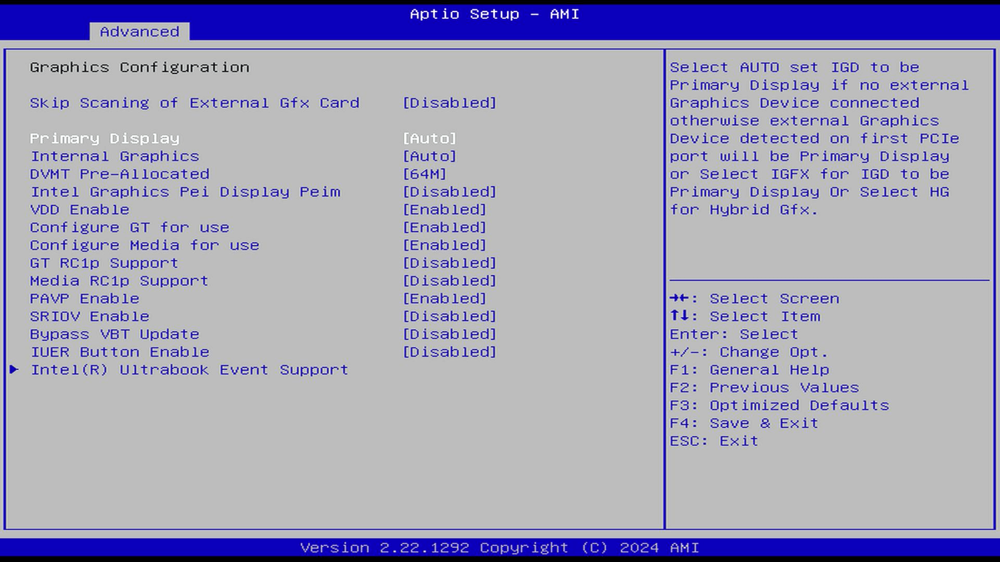 Aptio Setup - AMI
Advanced
Graphics Configuration
Skip Scaning of External Gfx Card [Disabled]
Primary Display [Auto]
Internal Graphics [Auto]
DVMT Pre-Allocated [64M]
Intel Graphics Pei Display Peim [Disabled]
VDD Enable [Enabled]
Configure GT for use [Enabled]
Configure Media for use [Enabled]
GT RC1p Support [Disabled]
Media RC1p Support [Disabled]
PAVP Enable [Enabled]
SRIOV Enable [Disabled]
Bypass VBT Update [Disabled]
IUER Button Enable [Disabled]
Intel(R) Ultrabook Event Support
Select AUTO set IGD to be
Primary Display if no external
Graphics Device connected
otherwise external Graphics
Device detected on first PCIe
port will be Primary Display
or Select IGFX for IGD to be
Primary Display Or Select HG
for Hybrid Gfx.
→←: Select Screen
↑↓: Select Item
Enter: Select
+/-: Change Opt.
F1: General Help
F2: Previous Values
F3: Optimized Defaults
F4: Save & Exit
ESC: Exit
Version 2.22.1292 Copyright (C) 2024 AMI